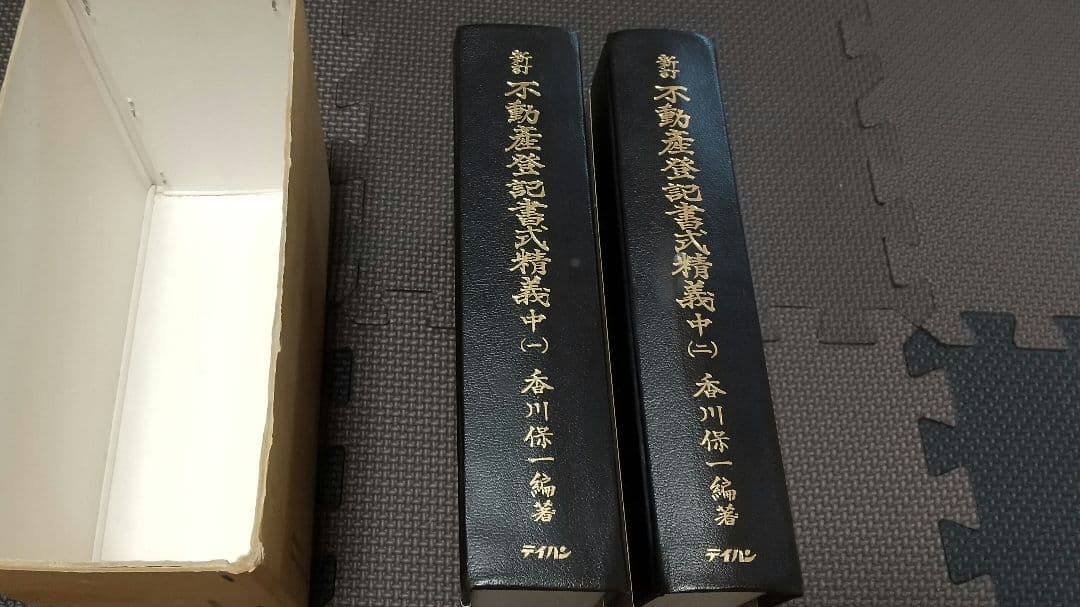 新訂 不動産登記書式精義 中 (一) 香川保一編著 テイハン
新訂 不動産登記書式精義 中 (二) 香川保一編著 テイハン